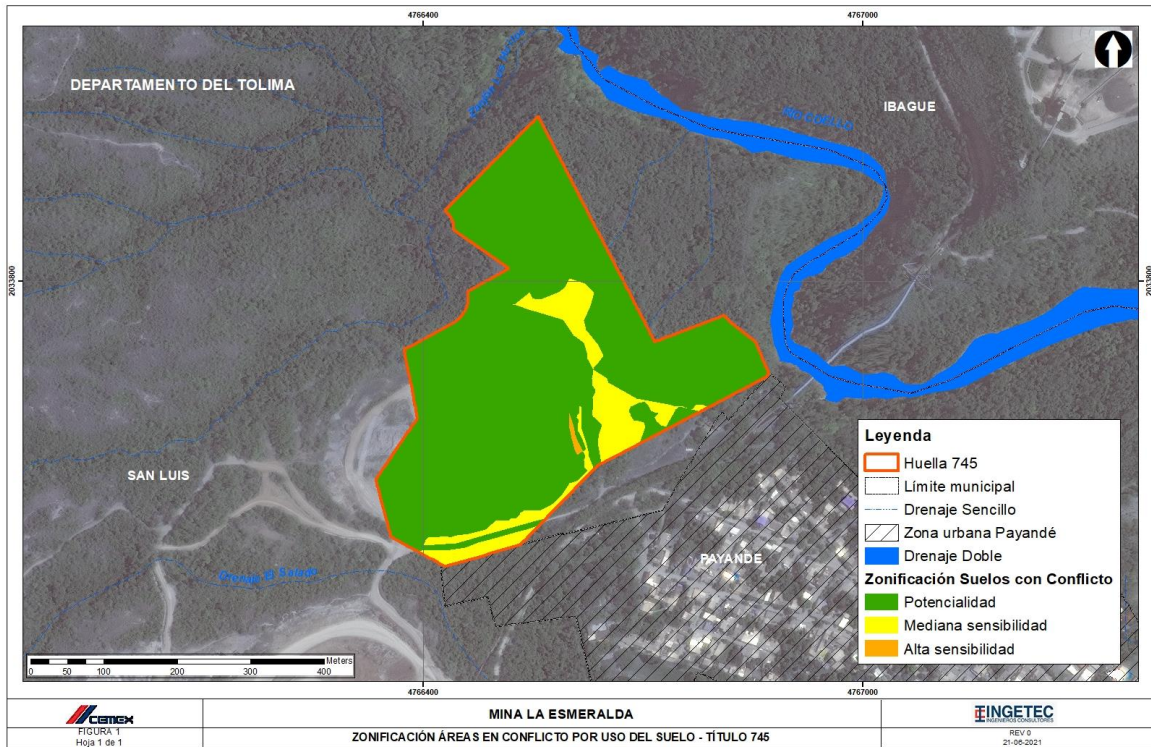 4766400
4767000
DEPARTAMENTO DEL TOLIMA
IBAGUE
2033800
2033800
SAN LUIS
Drenaje El Salado
PAYANDE
Leyenda
Huella 745
Límite municipal
Drenaje Sencillo
Zona urbana Payandé
Drenaje Doble
Zonificación Suelos con Conflicto
Potencialidad
Mediana sensibilidad
Alta sensibilidad
Meters
0 50 100 200 300 400
4766400
4767000
CEMEX
FIGURA 1
Hoja 1 de 1
MINA LA ESMERALDA
ZONIFICACIÓN ÁREAS EN CONFLICTO POR USO DEL SUELO - TÍTULO 745
INGETEC
INGENIEROS CONSULTORES
REV 0
21-06-2021